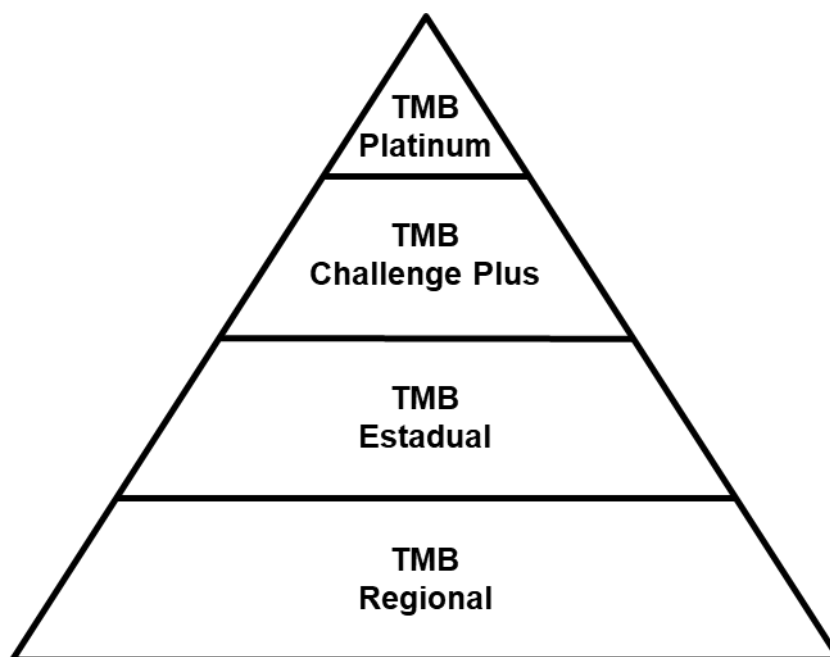 TMB
Platinum
TMB
Challenge Plus
TMB
Estadual
TMB
Regional